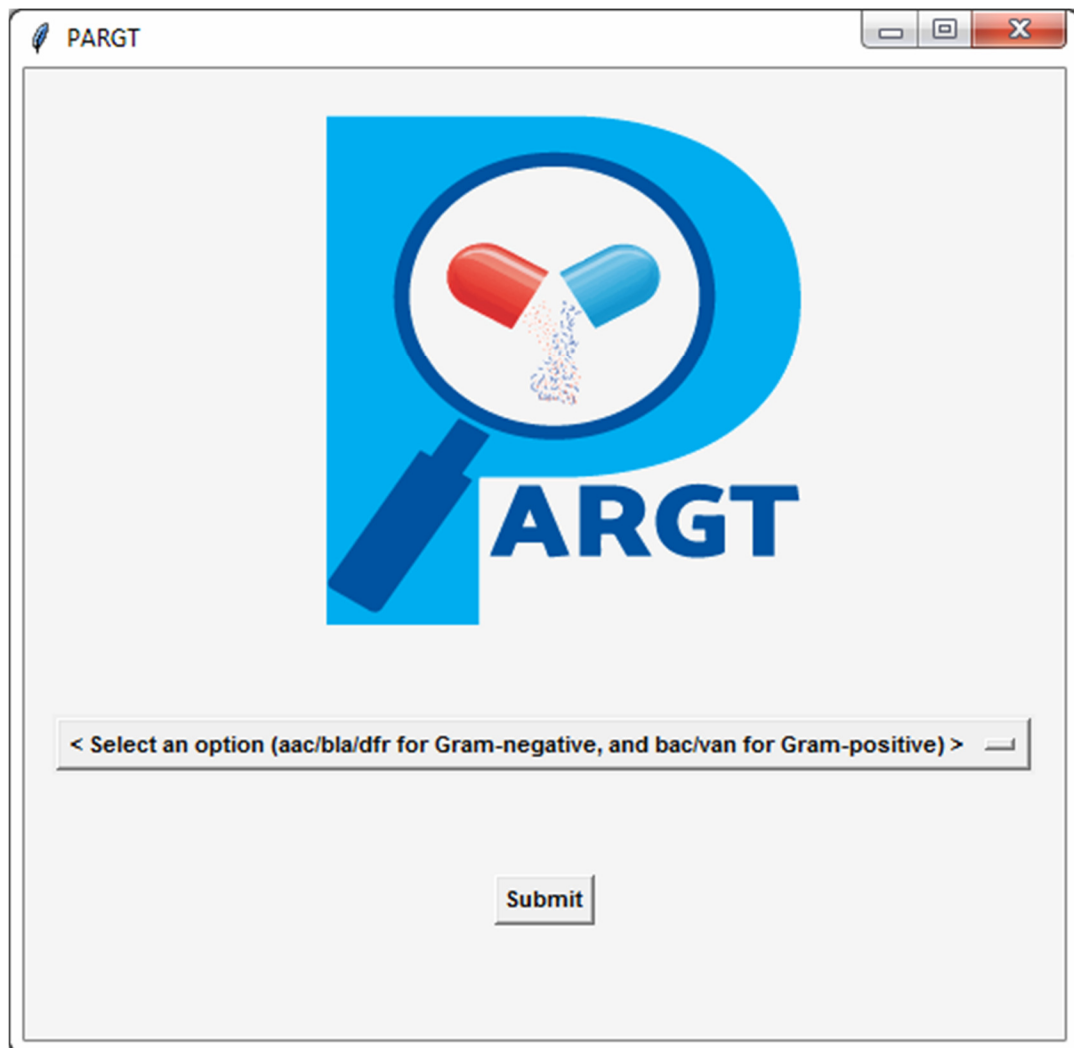 PARGT
PARGT
< Select an option (aac/bla/dfr for Gram-negative, and bac/van for Gram-positive) >
Submit